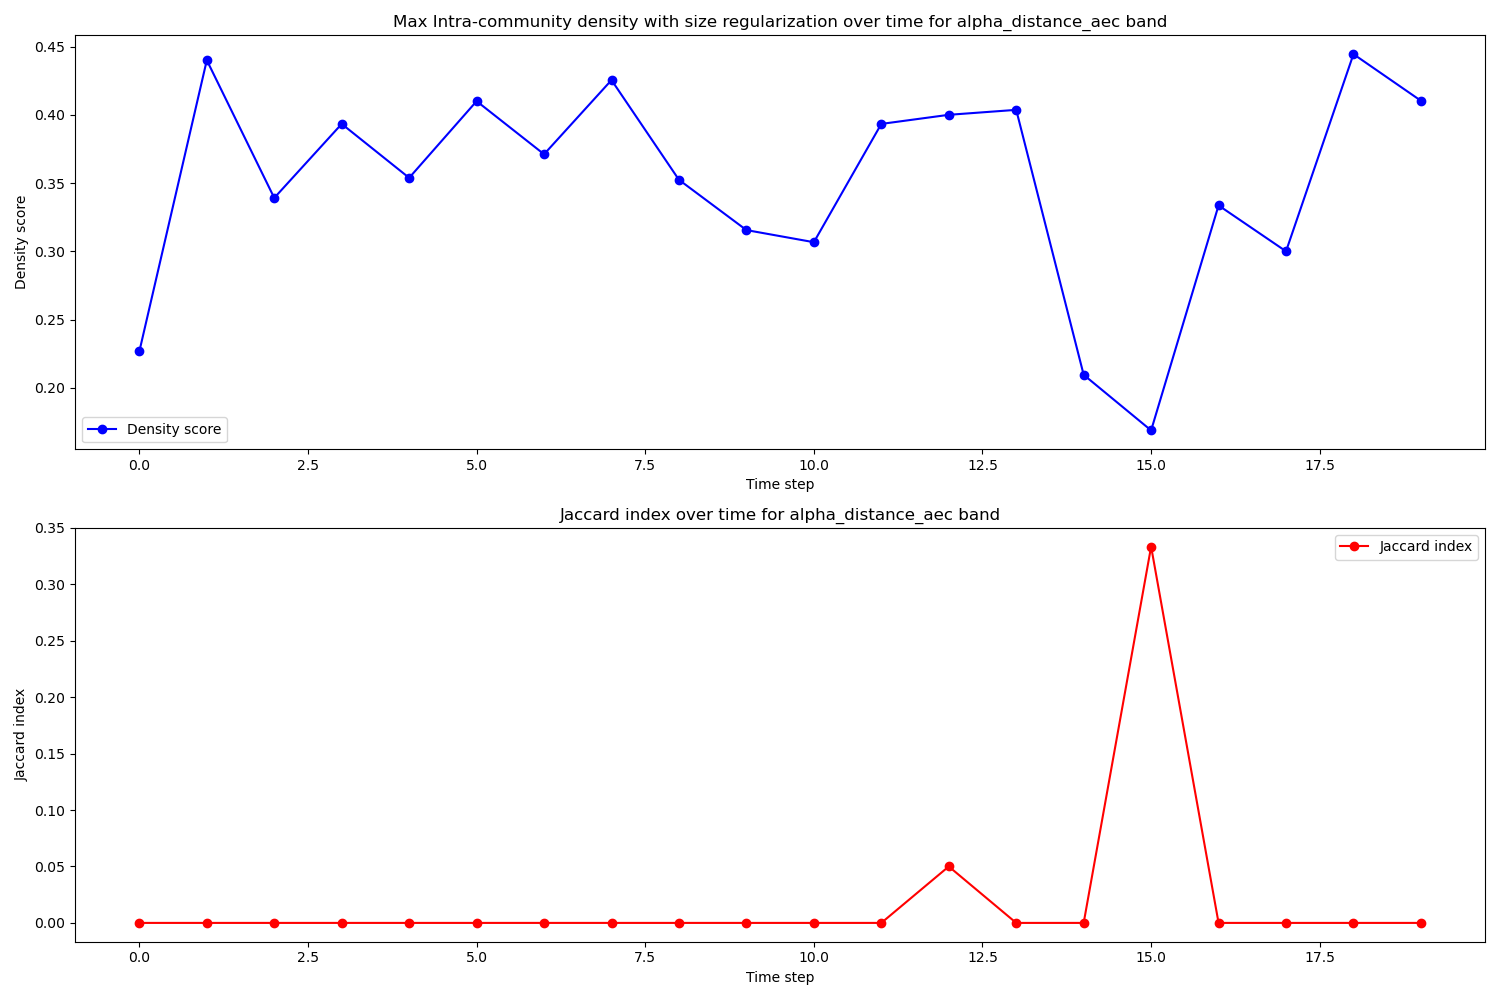 Max Intra-community density with size regularization over time for alpha_distance_aec band
0.45
0.40
0.35
0.30
0.25
0.20
Density score
Density score
0.0 2.5 5.0 7.5 10.0 12.5 15.0 17.5
Time step
Jaccard index over time for alpha_distance_aec band
0.35
0.30
0.25
0.20
0.15
0.10
0.05
0.00
Jaccard index
Jaccard index
0.0 2.5 5.0 7.5 10.0 12.5 15.0 17.5
Time step